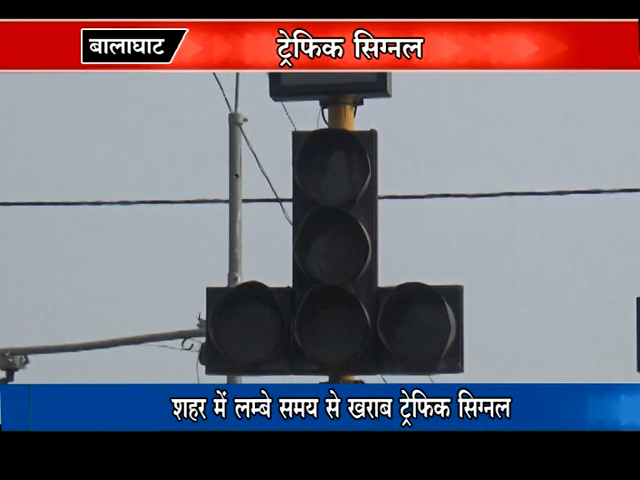 बालाघाट
ट्रेफिक सिग्नल
शहर में लम्बे समय से खराब ट्रेफिक सिग्नल